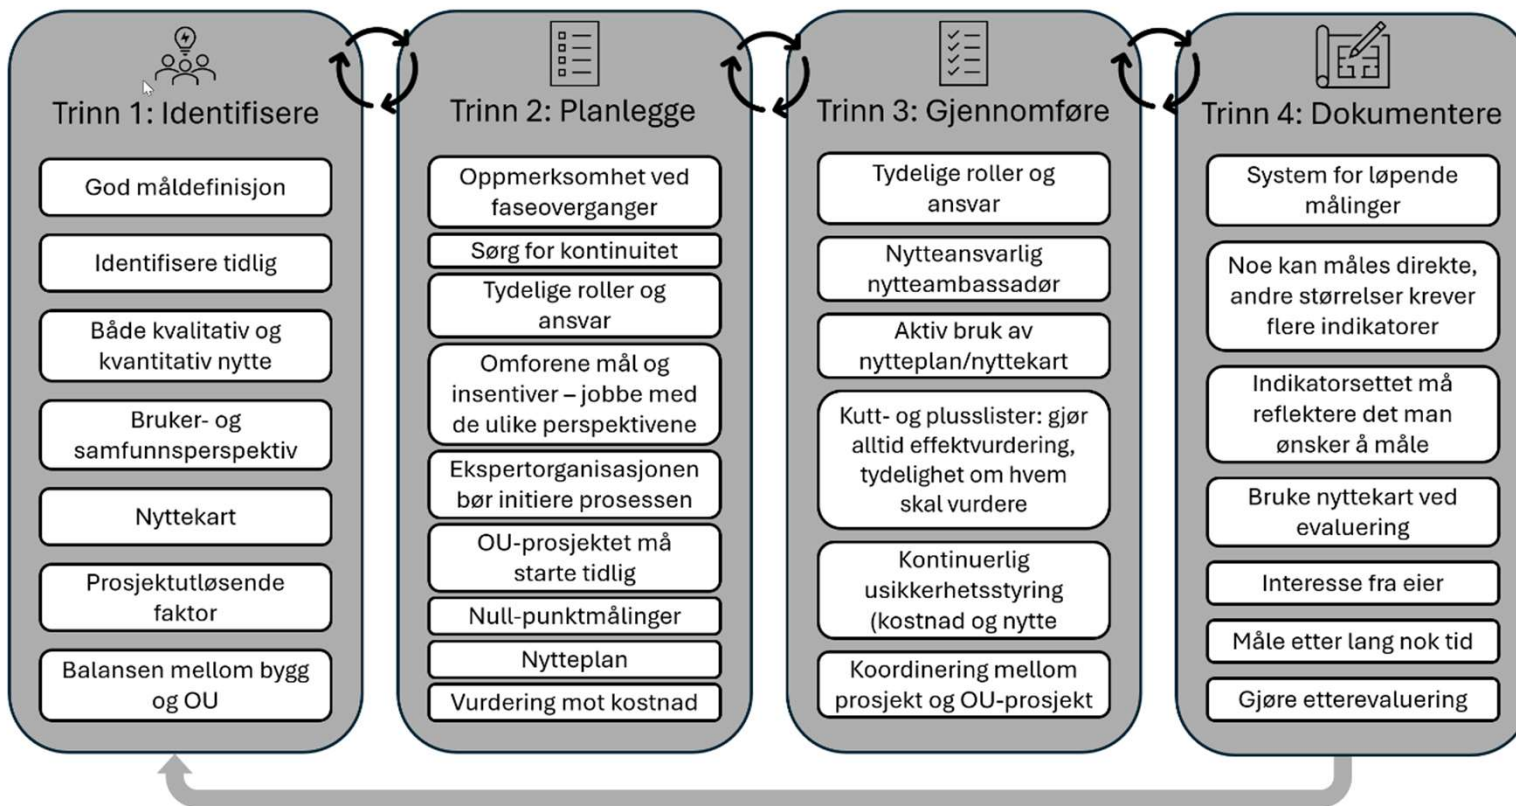 Trinn 1: Identifisere
God måldefinisjon
Identifisere tidlig
Både kvalitativ og
kvantitativ nytte
Bruker- og
samfunnsperspektiv
Nyttekart
Prosjektutløsende
faktor
Balansen mellom bygg
og OU
Trinn 2: Planlegge
Oppmerksomhet ved
faseoverganger
Sørg for kontinuitet
Tydelige roller og
ansvar
Omforene mål og
insentiver – jobbe med
de ulike perspektivene
Ekspertorganisasjonen
bør initiere prosessen
OU-prosjektet må
starte tidlig
Null-punktmålinger
Nytteplan
Vurdering mot kostnad
Trinn 3: Gjennomføre
Tydelige roller og
ansvar
Nytteansvarlig
nytteambassadør
Aktiv bruk av
nytteplan/nyttekart
Kutt- og plusslister: gjør
alltid effektvurdering,
tydelighet om hvem
skal vurdere
Kontinuerlig
usikkerhetsstyring
(kostnad og nytte
Koordinering mellom
prosjekt og OU-prosjekt
Trinn 4: Dokumentere
System for løpende
målinger
Noe kan måles direkte,
andre størrelser krever
flere indikatorer
Indikatorsettet må
reflektere det man
ønsker å måle
Bruke nyttekart ved
evaluering
Interesse fra eier
Måle etter lang nok tid
Gjøre etterevaluering